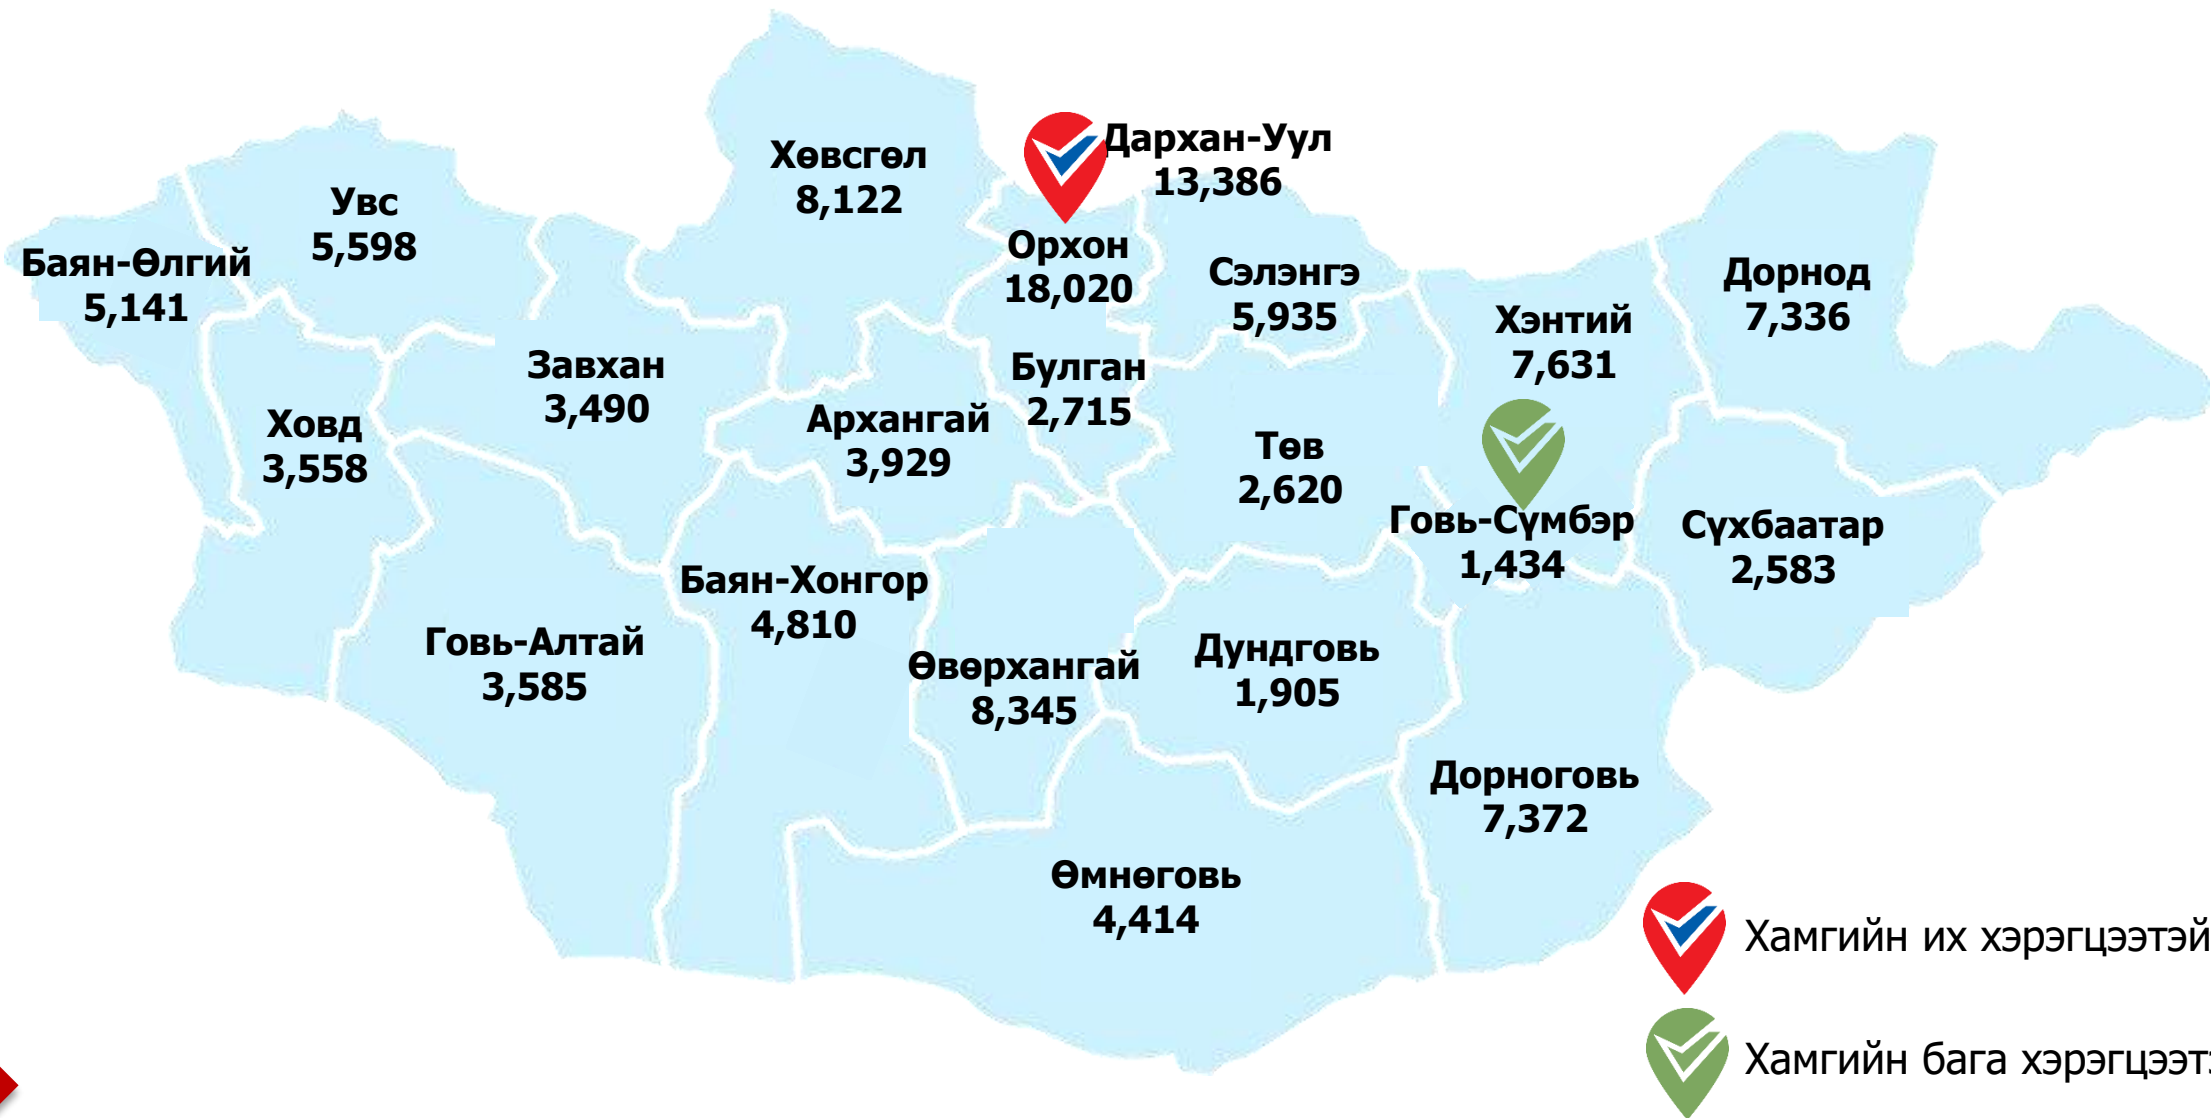 Дархан-Уул
13,386
Хөвсгөл
8,122
Увс
5,598
Орхон
18,020
Баян-Өлгий
5,141
Сэлэнгэ
5,935
Дорнод
7,336
Хэнтий
7,631
Завхан
3,490
Булган
2,715
Архангай
3,929
Ховд
3,558
Төв
2,620
Говь-Сүмбэр
1,434
Сүхбаатар
2,583
Баян-Хонгор
4,810
Говь-Алтай
3,585
Өвөрхангай
8,345
Дундговь
1,905
Дорноговь
7,372
Өмнөговь
4,414
Хамгийн их хэрэгцээтэй
Хамгийн бага